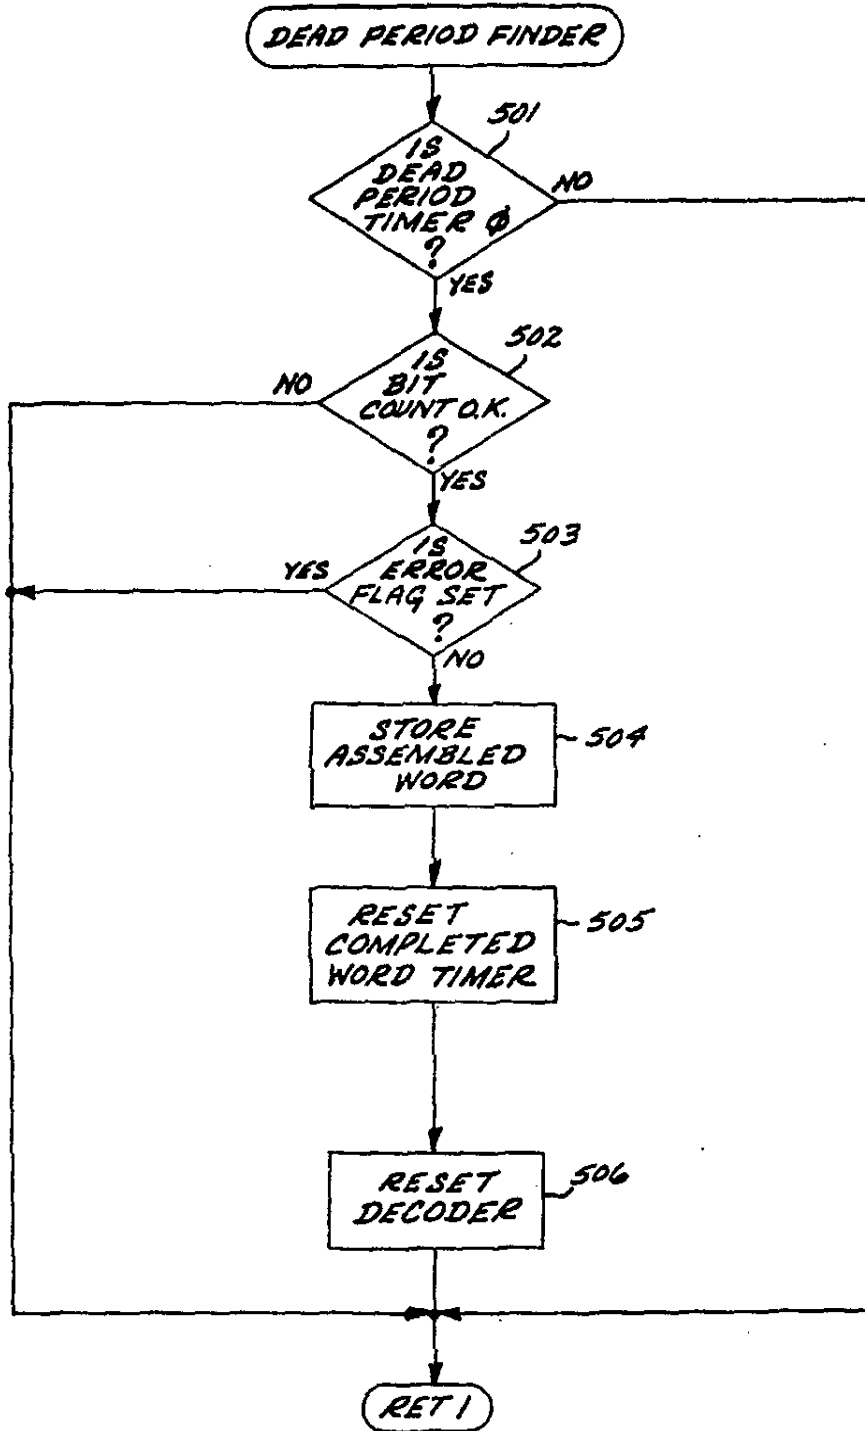 DEAD PERIOD FINDER
501
IS
DEAD
PERIOD
TIMER Ø
?
NO
YES
502
IS
BIT
COUNT O.K.
?
NO
YES
503
IS
ERROR
FLAG SET
?
YES
NO
STORE
ASSEMBLED
WORD
504
RESET
COMPLETED
WORD TIMER
505
RESET
DECODER
506
RET 1